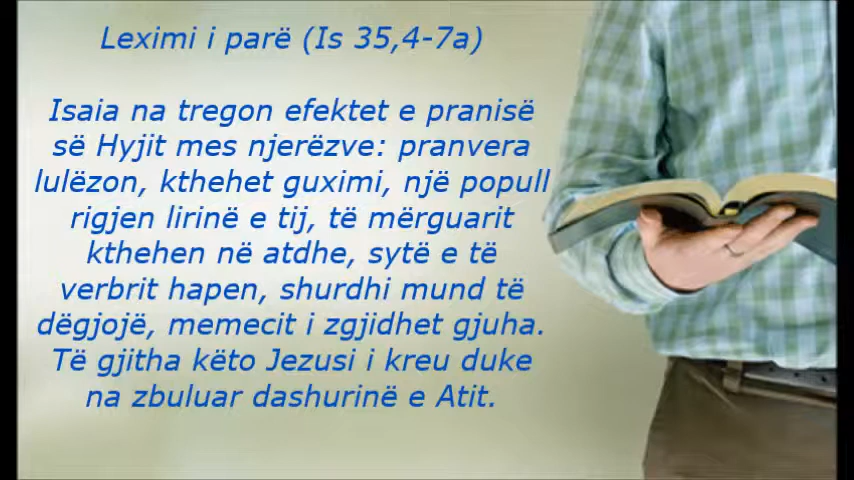 Leximi i parë (Is 35,4-7a)
Isaia na tregon efektet e pranisë
së Hyjit mes njerëzve: pranvera
lulëzon, kthehet guximi, një popull
rigjen lirinë e tij, të mërguarit
kthehen në atdhe, sytë e të
verbrit hapen, shurdhi mund të
dëgjojë, memecit i zgjidhet gjuha.
Të gjitha këto Jezusi i kreu duke
na zbuluar dashurinë e Atit.